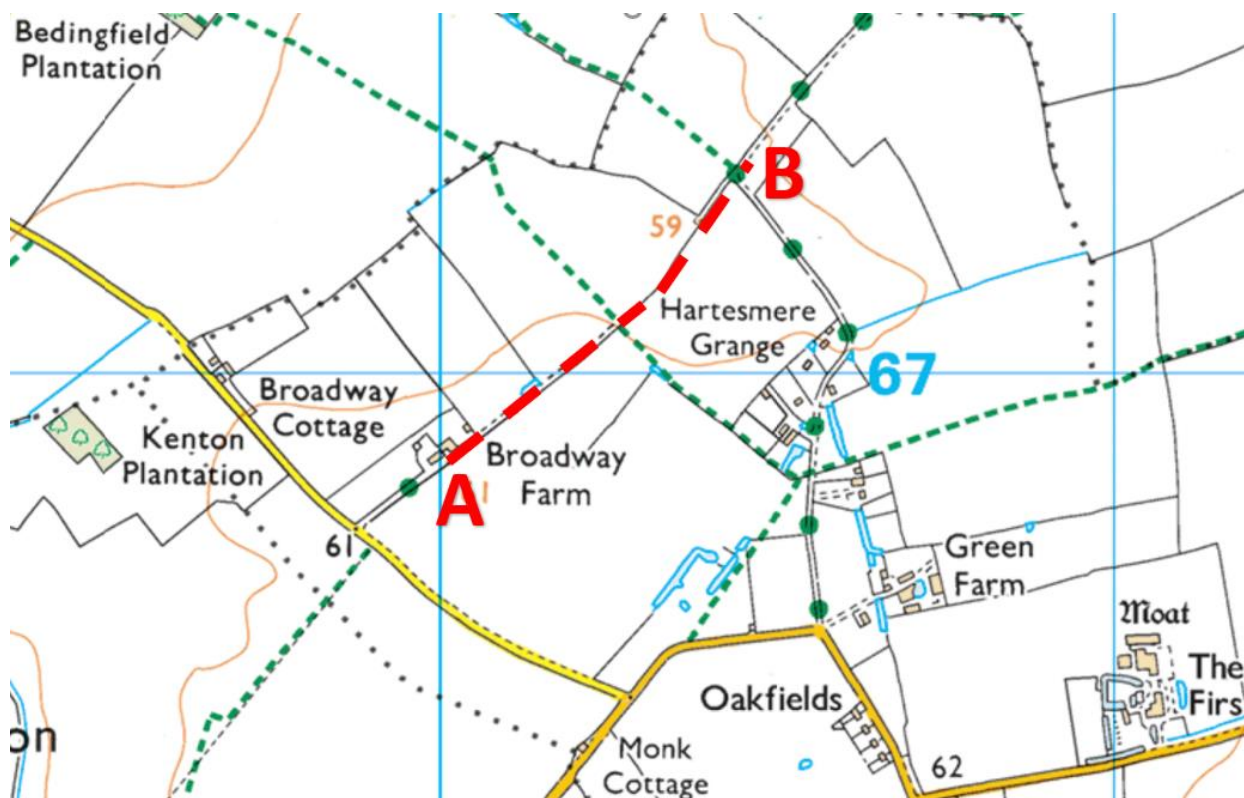 Bedingfield
Plantation
B
59
Hartesmere
Grange
67
Broadway
Cottage
Kenton
Plantation
Broadway
Farm
A
61
Green
Farm
Moat
The
Firs
Oakfields
on
Monk
Cottage
62